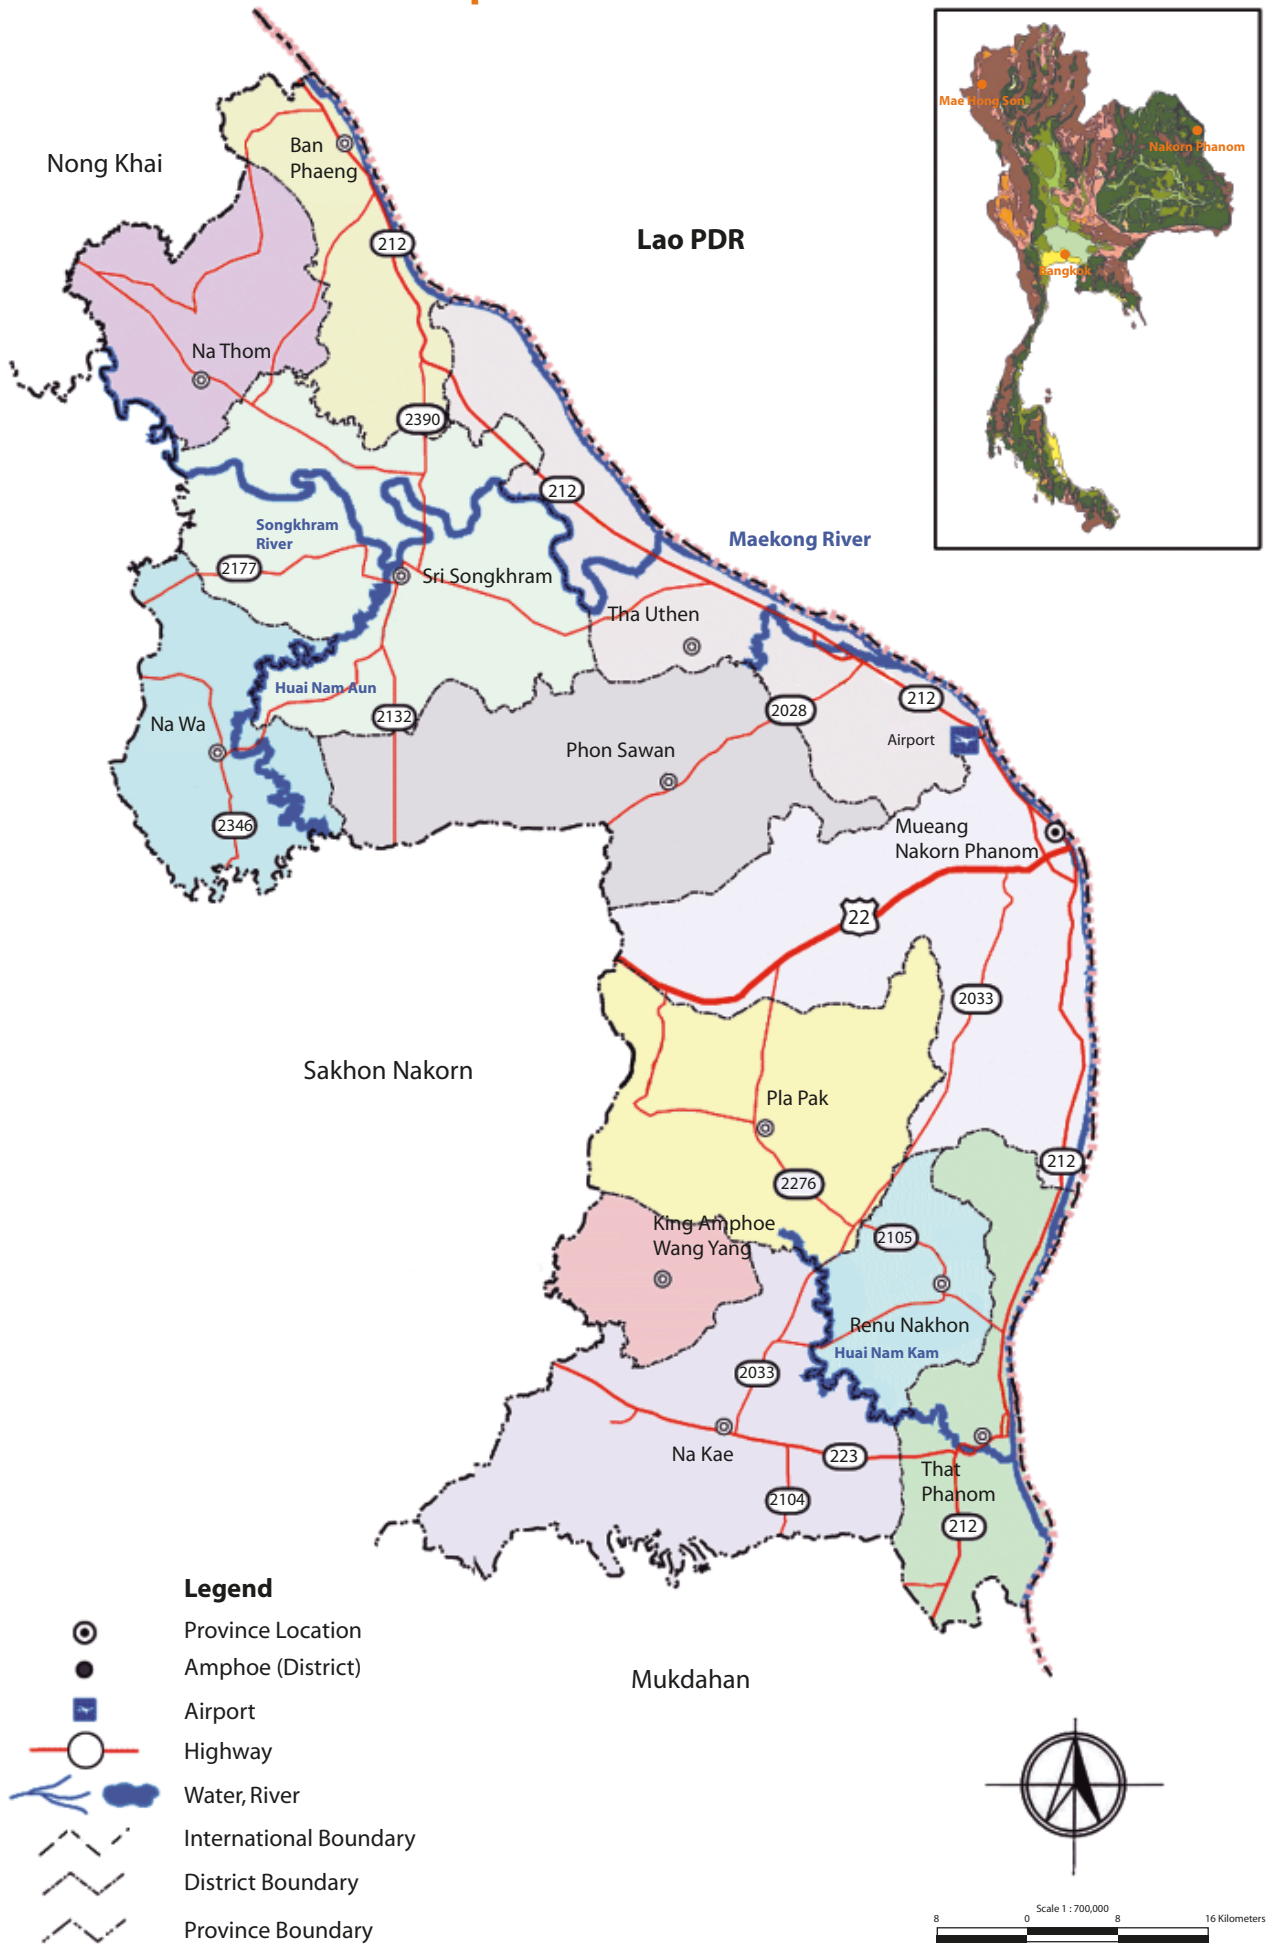 Mae Hong Son
Nakorn Phanom
Bangkok
Ban
Phaeng
Nong Khai
212
Lao PDR
Na Thom
2390
212
Songkhram
River
Maekong River
2177
Sri Songkhram
Tha Uthen
Huai Nam Aun
212
2028
2132
Na Wa
Airport
Phon Sawan
2346
Mueang
Nakorn Phanom
22
2033
Sakhon Nakorn
Pla Pak
212
2276
King Amphoe
Wang Yang
2105
Renu Nakhon
Huai Nam Kam
2033
Na Kae
223
That
Phanom
2104
212
Legend
Province Location
Amphoe (District)
Airport
Highway
Water, River
International Boundary
District Boundary
Province Boundary
Mukdahan
Scale 1 : 700,000
8 0 8 16 Kilometers